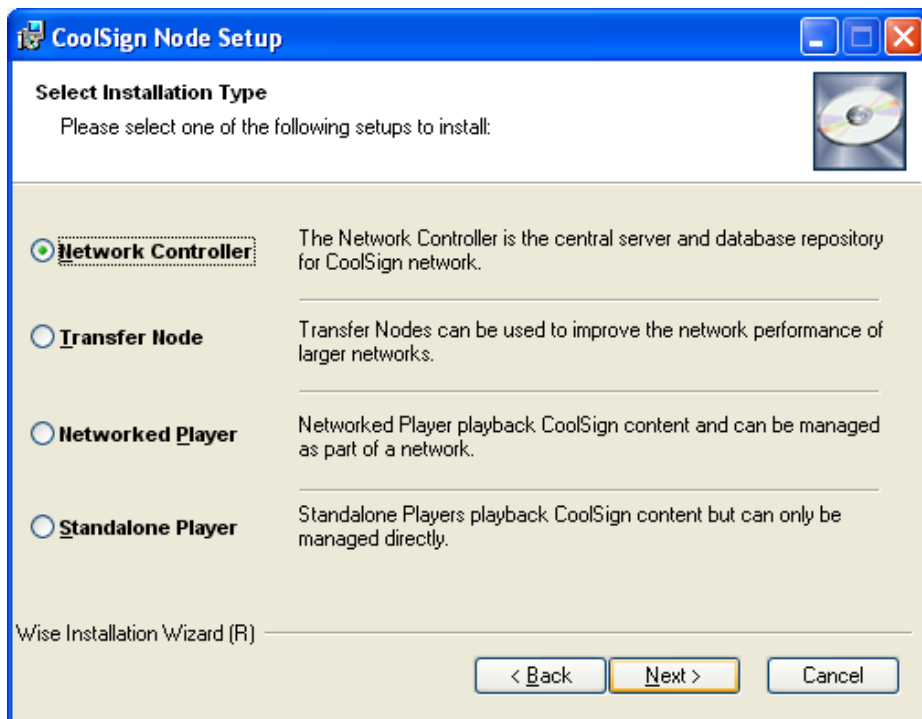 CoolSign Node Setup
Select Installation Type
Please select one of the following setups to install:
Network Controller
The Network Controller is the central server and database repository
for CoolSign network.
Transfer Node
Transfer Nodes can be used to improve the network performance of
larger networks.
Networked Player
Networked Player playback CoolSign content and can be managed
as part of a network.
Standalone Player
Standalone Players playback CoolSign content but can only be
managed directly.
Wise Installation Wizard (R)
< Back
Next >
Cancel